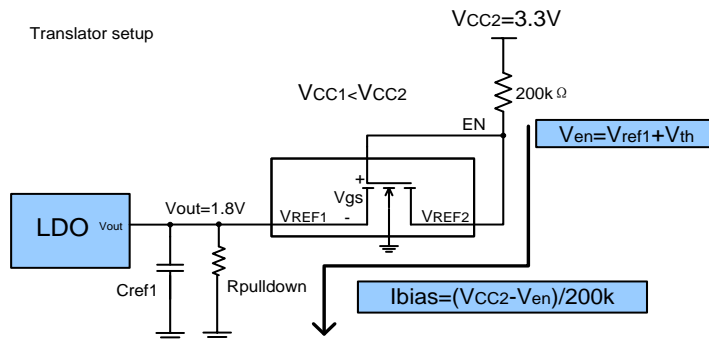 Translator setup
VCC2=3.3V
200kΩ
VCC1<VCC2
EN
Ven=Vref1+Vth
+
Vgs
-
VREF1
VREF2
Vout=1.8V
LDO Vout
Cref1
Rpulldown
Ibias=(VCC2-Ven)/200k